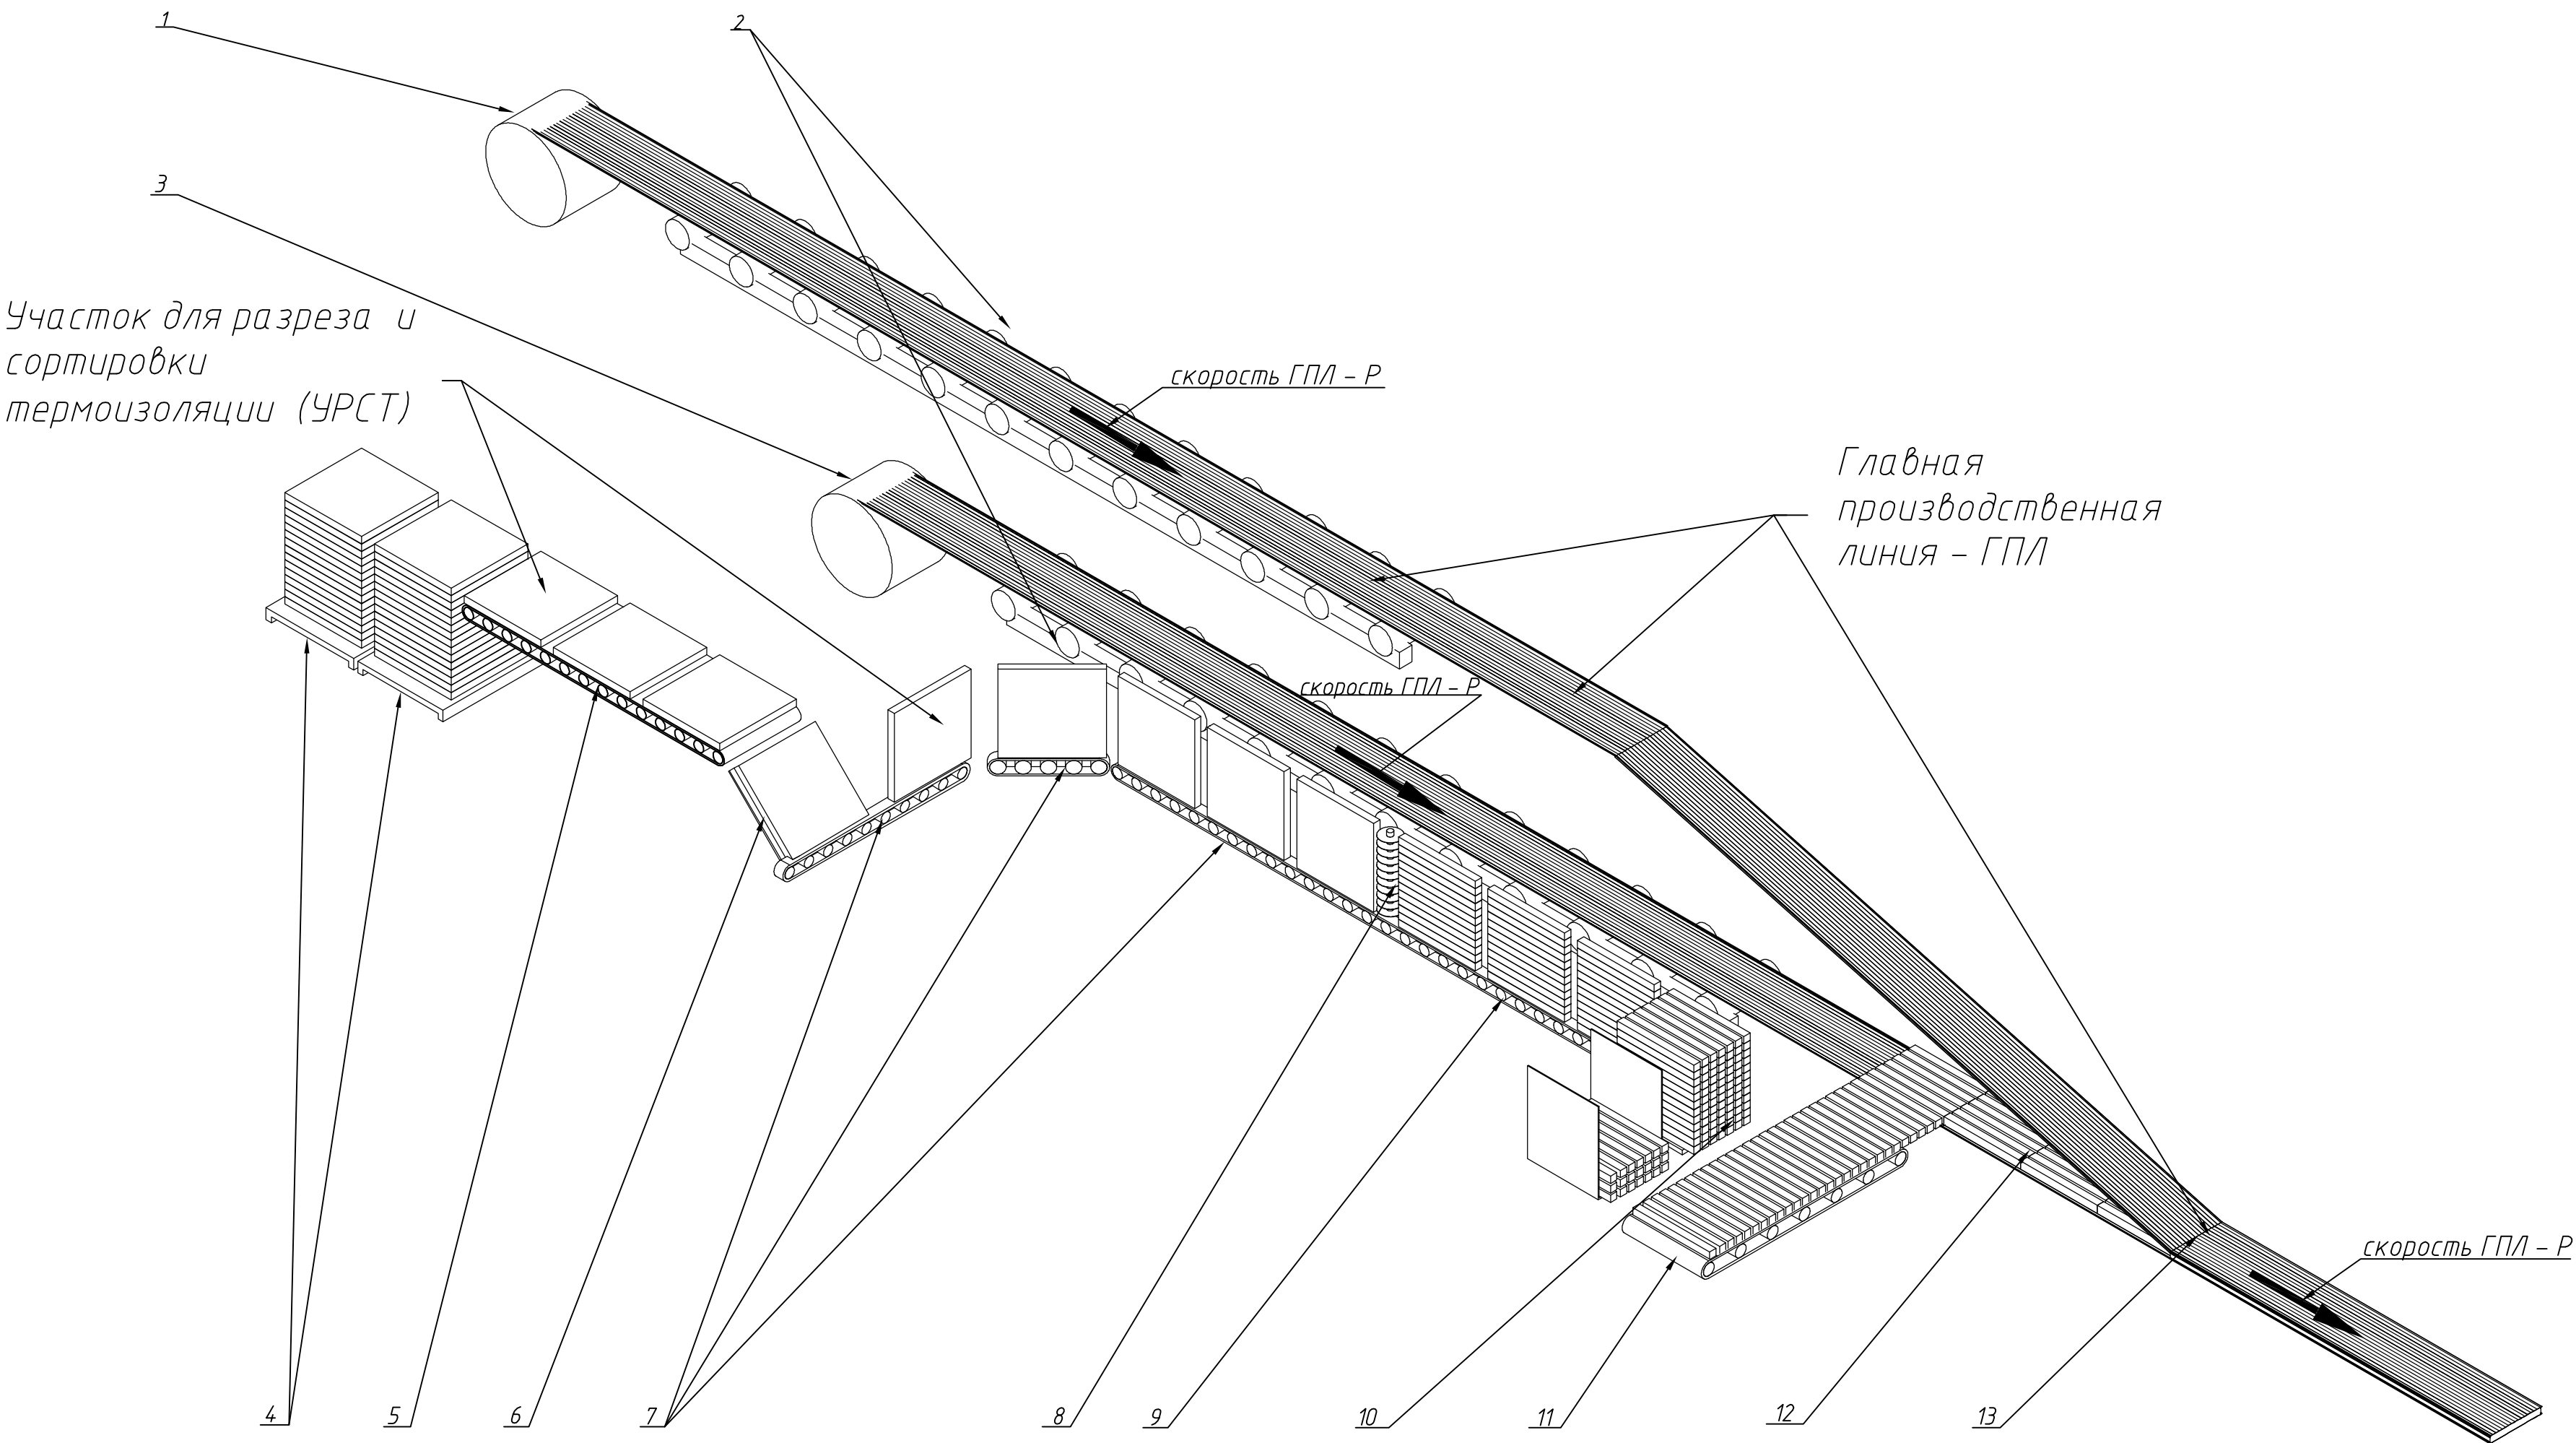 1
2
3
Участок для разреза и
сортировки
термоизоляции (УРСТ)
скорость ГПЛ - Р
Главная
производственная
линия - ГПЛ
скорость ГПЛ - Р
скорость ГПЛ - Р
4
5
6
7
8
9
10
11
12
13